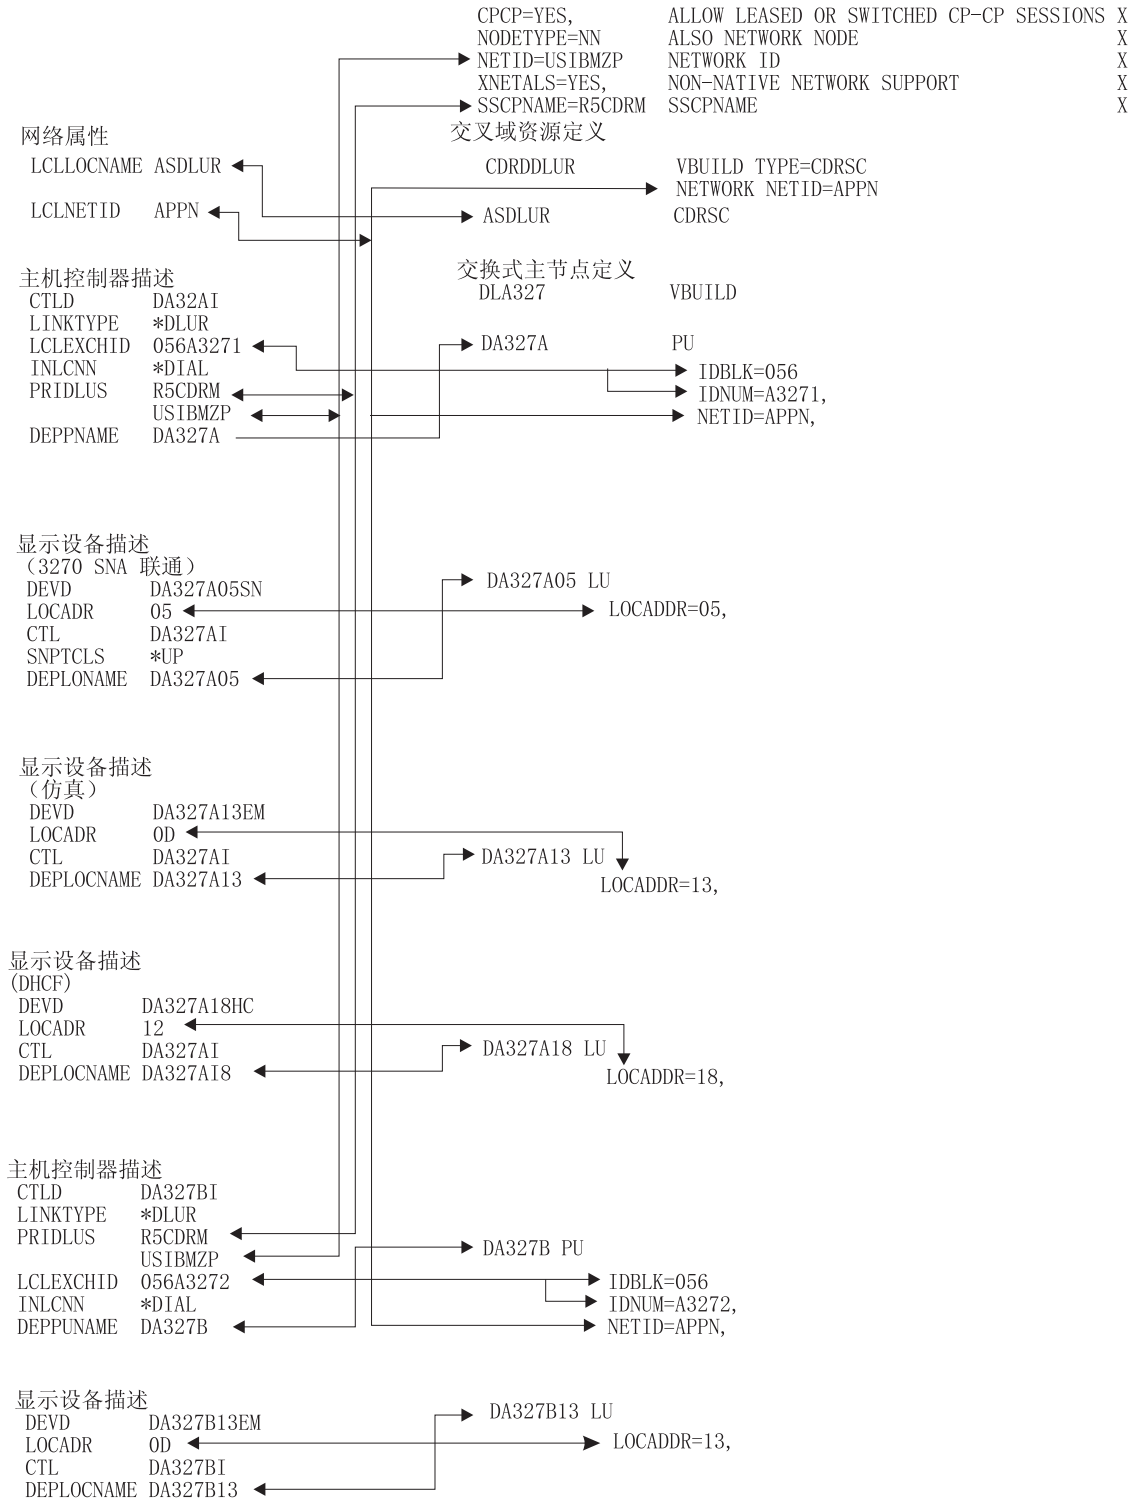 CPCP=YES, ALLOW LEASED OR SWITCHED CP-CP SESSIONS X
NODETYPE=NN ALSO NETWORK NODE X
NETID=USIBMZP NETWORK ID X
XNETALS=YES, NON-NATIVE NETWORK SUPPORT X
SSCPNAME=R5CDRM SSCPNAME X
网络属性
LCLLOCNAME ASDLUR
LCLNETID APPN
交叉域资源定义
CDRDDLUR VBUILD TYPE=CDRSC
NETWORK NETID=APPN
ASDLUR CDRSC
主机控制器描述
CTLD DA32AI
LINKTYPE *DLUR
LCLEXCHID 056A3271
INLCNN *DIAL
PRIDLUS R5CDRM
USIBMZP
DEPPNAME DA327A
交换式主节点定义
DLA327 VBUILD
DA327A PU
IDBLK=056
IDNUM=A3271,
NETID=APPN,
显示设备描述
（3270 SNA 联通）
DEVD DA327A05SN
LOCADR 05
CTL DA327AI
SNPTCLS *UP
DEPLONAME DA327A05
DA327A05 LU
LOCADDR=05,
显示设备描述
（仿真）
DEVD DA327A13EM
LOCADR 0D
CTL DA327AI
DEPLOCNAME DA327A13
DA327A13 LU
LOCADDR=13,
显示设备描述
(DHCF)
DEVD DA327A18HC
LOCADR 12
CTL DA327AI
DEPLOCNAME DA327AI8
DA327A18 LU
LOCADDR=18,
主机控制器描述
CTLD DA327BI
LINKTYPE *DLUR
PRIDLUS R5CDRM
USIBMZP
LCLEXCHID 056A3272
INLCNN *DIAL
DEPPUNAME DA327B
DA327B PU
IDBLK=056
IDNUM=A3272,
NETID=APPN,
显示设备描述
DEVD DA327B13EM
LOCADR 0D
CTL DA327BI
DEPLOCNAME DA327B13
DA327B13 LU
LOCADDR=13,